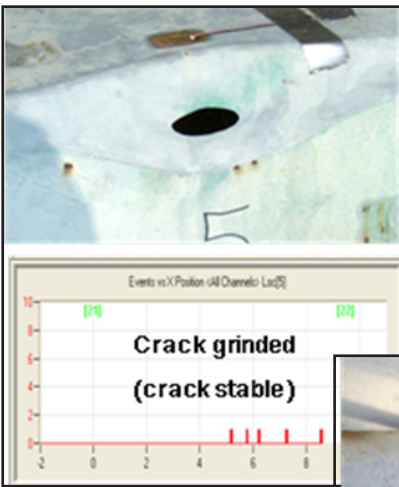 5
Events vs X Position <All Channels> Loc[5]
10
[21] [22]
8
Crack grinded
6
4
(crack stable)
2
0
-2 0 2 4 6 8